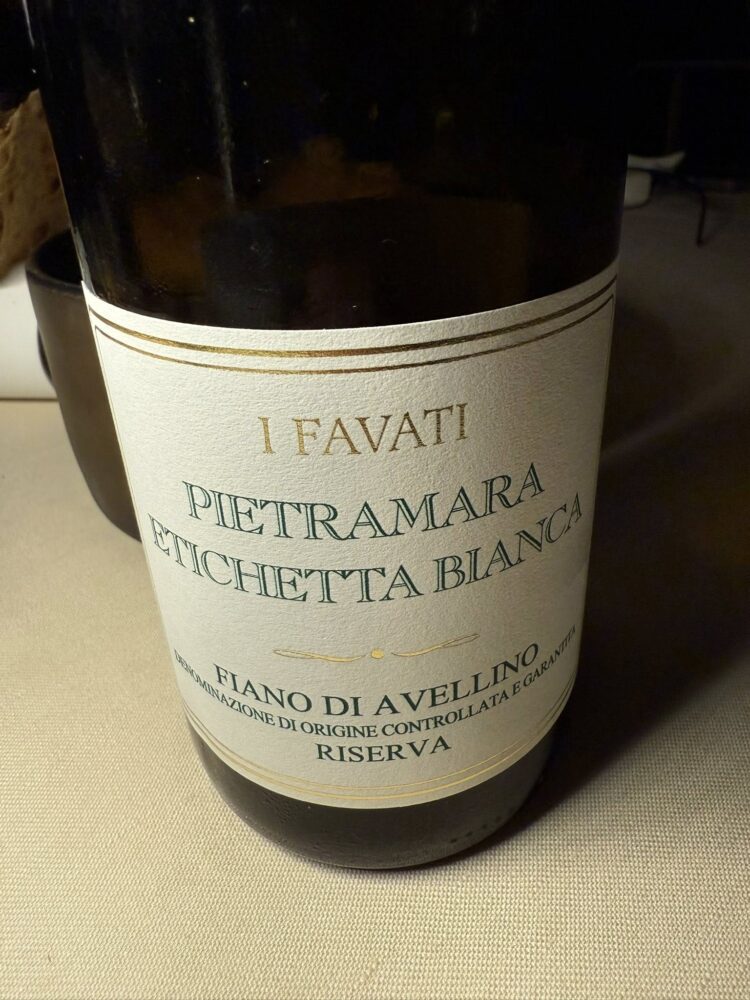 I FAVATI
PIETRAMARA
ETICHETTA BIANCA
FIANO DI AVELLINO
DENOMINAZIONE DI ORIGINE CONTROLLATA E GARANTITA
RISERVA